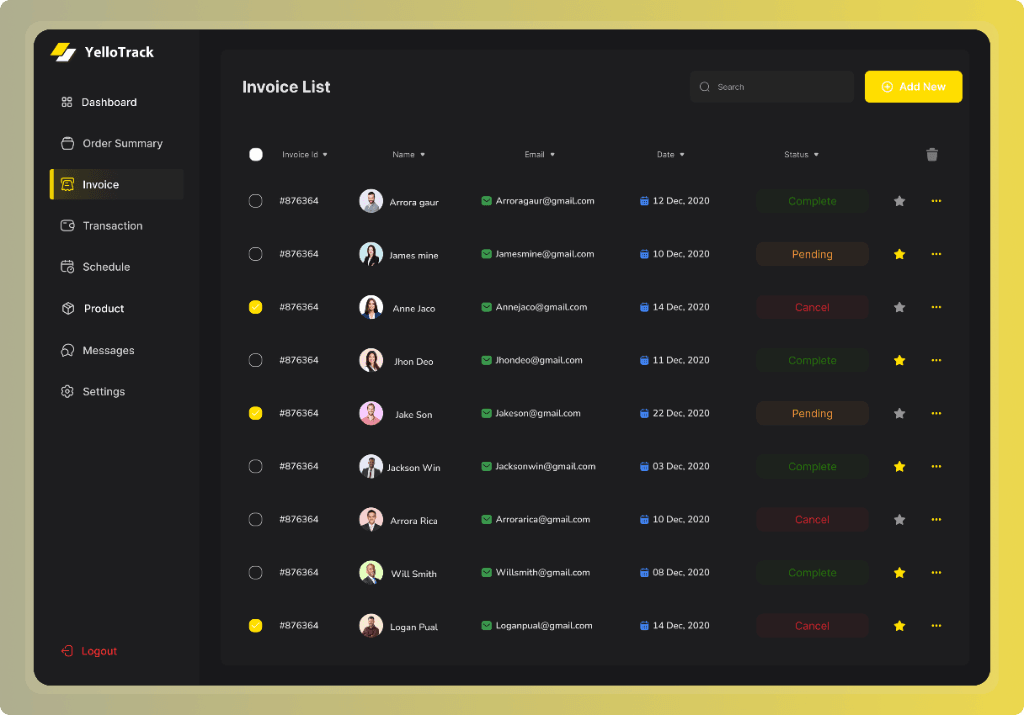 YelloTrack
Dashboard
Order Summary
Invoice
Transaction
Schedule
Product
Messages
Settings
Logout
Invoice List
Search
Add New
Invoice Id Name Email Date Status
#876364 Arrora gaur Arroragaur@gmail.com 12 Dec, 2020 Complete
#876364 James mine Jamesmine@gmail.com 10 Dec, 2020 Pending
#876364 Anne Jaco Annejaco@gmail.com 14 Dec, 2020 Cancel
#876364 Jhon Deo Jhondeo@gmail.com 11 Dec, 2020 Complete
#876364 Jake Son Jakeson@gmail.com 22 Dec, 2020 Pending
#876364 Jackson Win Jacksonwin@gmail.com 03 Dec, 2020 Complete
#876364 Arrora Rica Arrorarica@gmail.com 10 Dec, 2020 Cancel
#876364 Will Smith Willsmith@gmail.com 08 Dec, 2020 Complete
#876364 Logan Pual Loganpual@gmail.com 14 Dec, 2020 Cancel